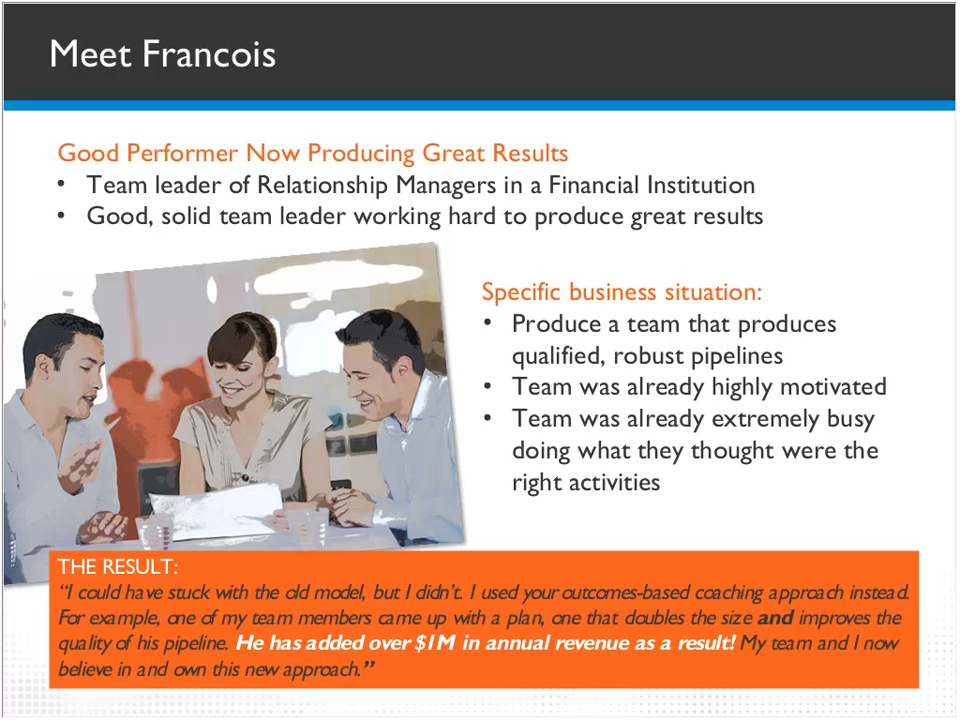 Meet Francois
Good Performer Now Producing Great Results
• Team leader of Relationship Managers in a Financial Institution
• Good, solid team leader working hard to produce great results
Specific business situation:
• Produce a team that produces
qualified, robust pipelines
• Team was already highly motivated
• Team was already extremely busy
doing what they thought were the
right activities
THE RESULT:
“I could have stuck with the old model, but I didn’t. I used your outcomes-based coaching approach instead.
For example, one of my team members came up with a plan, one that doubles the size and improves the
quality of his pipeline. He has added over $1M in annual revenue as a result! My team and I now
believe in and own this new approach.”